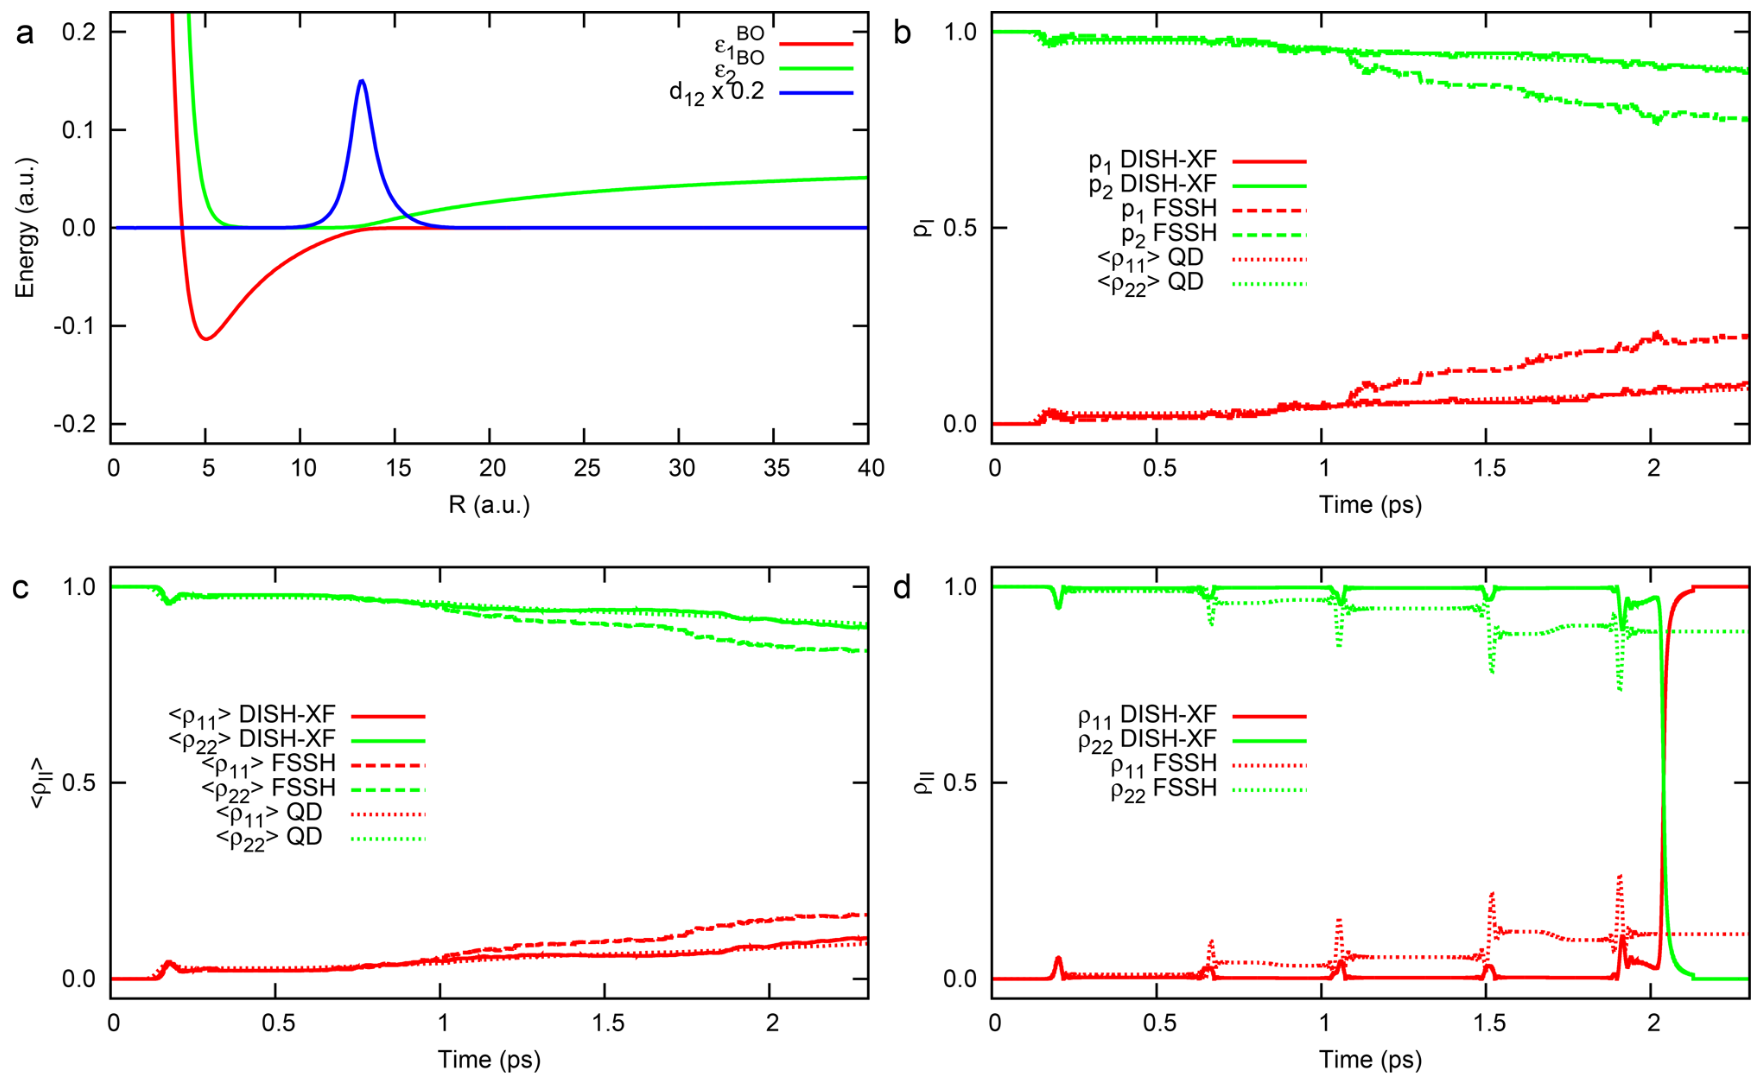 a
0.2
0.1
0.0
-0.1
-0.2
Energy (a.u.)
0 5 10 15 20 25 30 35 40
R (a.u.)
ε₁ᴮᴼ
ε₂ᴮᴼ
d₁₂ x 0.2
b
1.0
0.5
0.0
p_I
p₁ DISH-XF
p₂ DISH-XF
p₁ FSSH
p₂ FSSH
<ρ₁₁> QD
<ρ₂₂> QD
0 0.5 1 1.5 2
Time (ps)
c
1.0
0.5
0.0
<ρ_II>
<ρ₁₁> DISH-XF
<ρ₂₂> DISH-XF
<ρ₁₁> FSSH
<ρ₂₂> FSSH
<ρ₁₁> QD
<ρ₂₂> QD
0 0.5 1 1.5 2
Time (ps)
d
1.0
0.5
0.0
ρ_II
ρ₁₁ DISH-XF
ρ₂₂ DISH-XF
ρ₁₁ FSSH
ρ₂₂ FSSH
0 0.5 1 1.5 2
Time (ps)